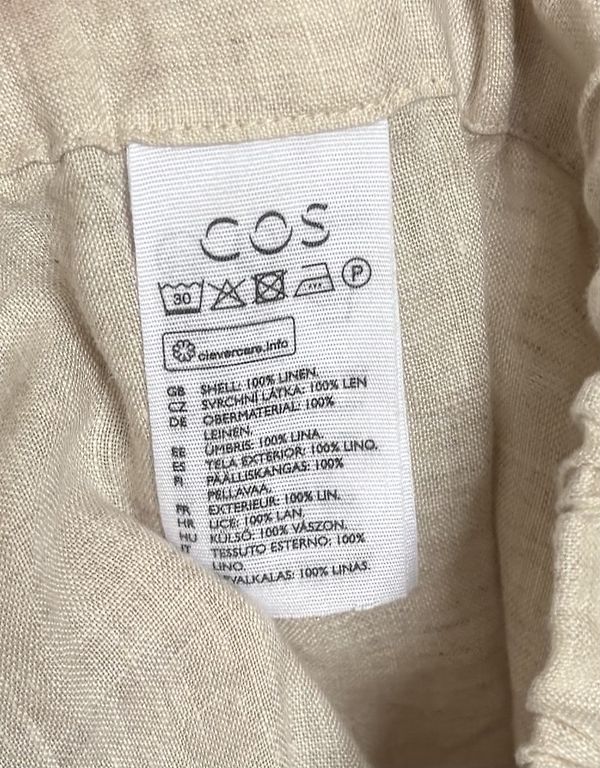 COS
30 P
clevercare.info
GB SHELL: 100% LINEN.
CZ SVRCHNÍ LÁTKA: 100% LEN
DE OBERMATERIAL: 100%
LEINEN.
EE ÜMBRIS: 100% LINA.
ES TELA EXTERIOR: 100% LINO.
FI PÄÄLLISKANGAS: 100%
PELLAVAA.
FR EXTERIEUR: 100% LIN.
HR LICE: 100% LAN.
HU KÜLSŐ: 100% VÁSZON.
IT TESSUTO ESTERNO: 100%
LINO.
100% LINAS.